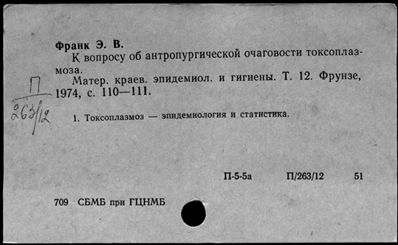 Франк Э. В.
К вопросу об антропургической очаговости токсоплаз-
моза.
Матер. краев. эпидемиол. и гигиены. Т. 12. Фрунзе,
1974, с. 110—111.
П
263/12
1. Токсоплазмоз — эпидемиология и статистика.
П-5-5а П/263/12 51
709 СБМБ при ГЦНМБ